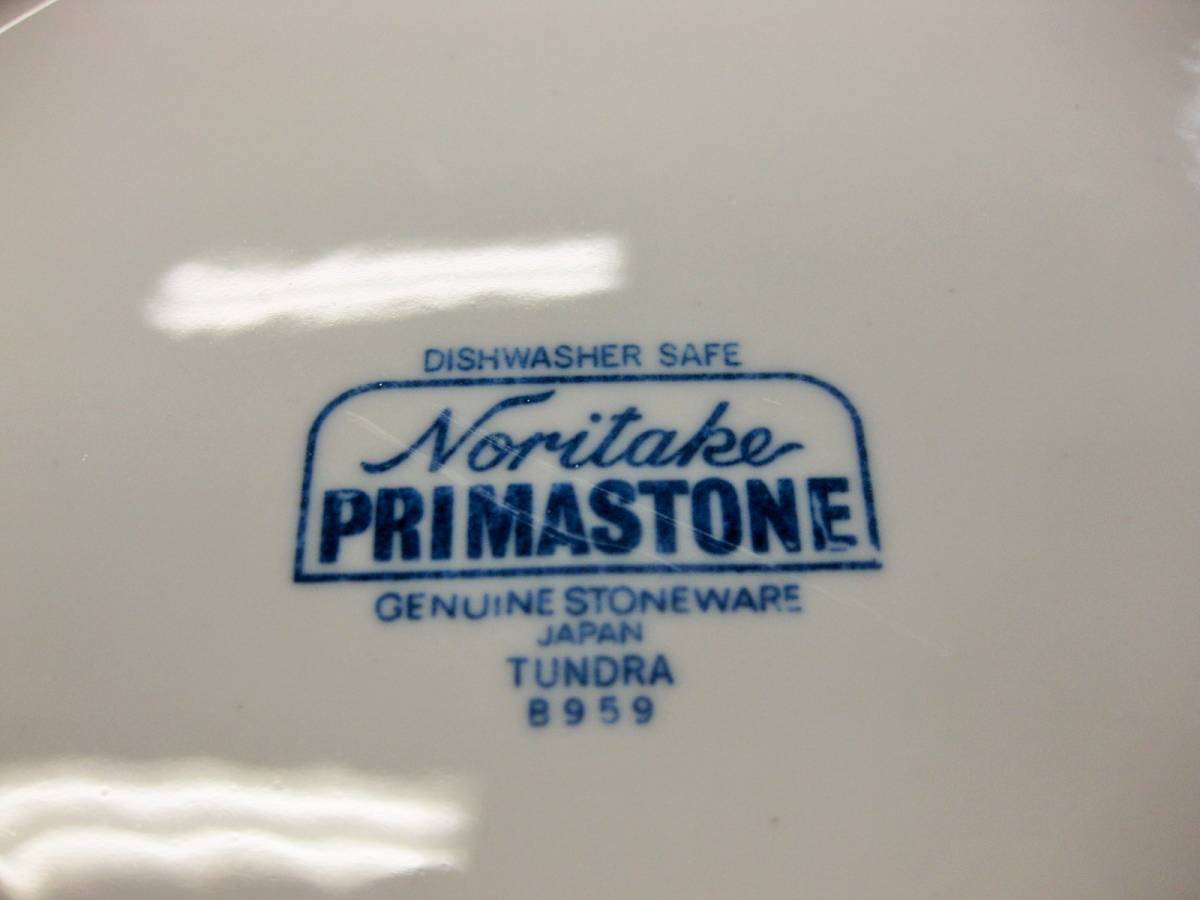 DISHWASHER SAFE
Noritake
PRIMASTONE
GENUINE STONEWARE
JAPAN
TUNDRA
8959